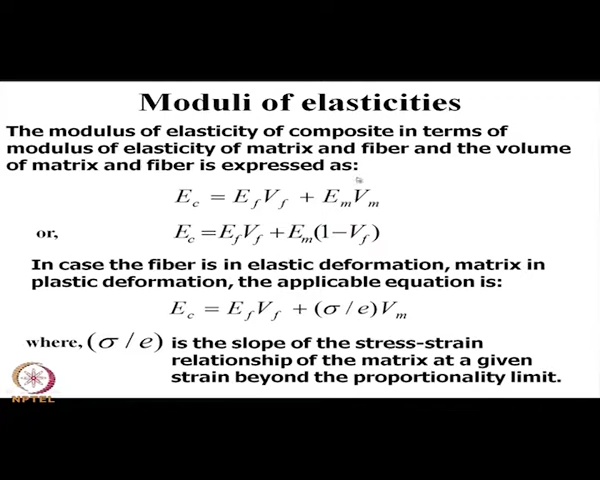 Moduli of elasticities
The modulus of elasticity of composite in terms of
modulus of elasticity of matrix and fiber and the volume
of matrix and fiber is expressed as:
E_c = E_f V_f + E_m V_m
or, E_c = E_f V_f + E_m (1 − V_f)
In case the fiber is in elastic deformation, matrix in
plastic deformation, the applicable equation is:
E_c = E_f V_f + (σ / e) V_m
where, (σ / e) is the slope of the stress-strain
relationship of the matrix at a given
strain beyond the proportionality limit.
NPTEL